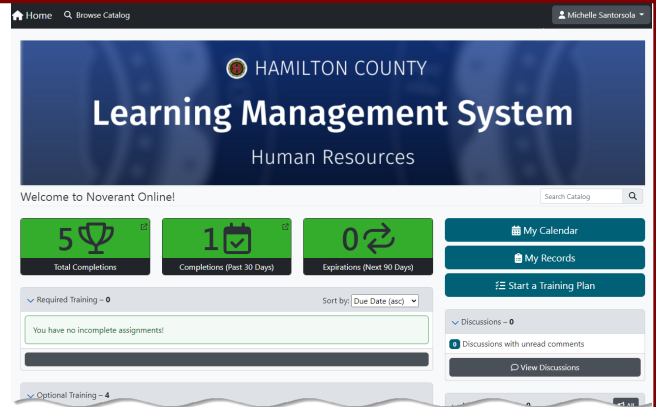 Home Browse Catalog Michelle Santorsola
HAMILTON COUNTY
Learning Management System
Human Resources
Welcome to Noverant Online!
Search Catalog
5
Total Completions
1
Completions (Past 30 Days)
0
Expirations (Next 90 Days)
My Calendar
My Records
Start a Training Plan
Required Training – 0 Sort by: Due Date (asc)
You have no incomplete assignments!
Discussions – 0
0 Discussions with unread comments
View Discussions
Optional Training – 4
All